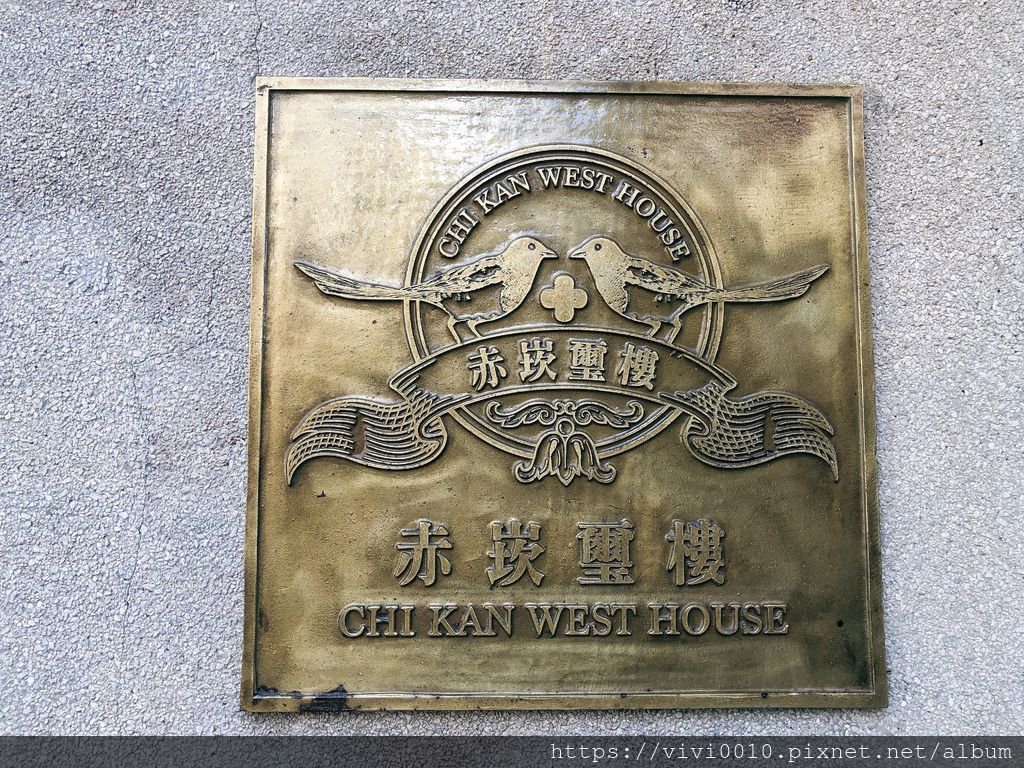 CHI KAN WEST HOUSE
赤崁璽樓
赤崁璽樓
CHI KAN WEST HOUSE
https://vivi0010.pixnet.net/album